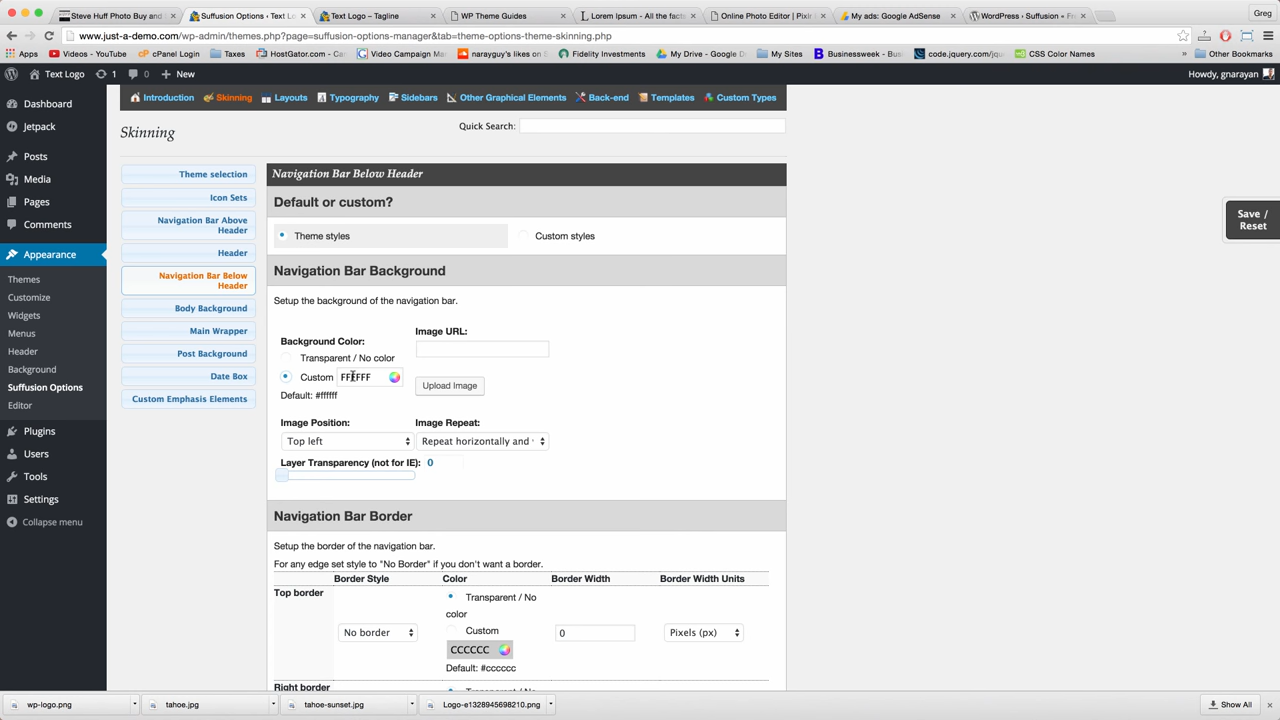 Steve Huff Photo Buy and
Suffusion Options ‹ Text Lo
Text Logo – Tagline
WP Theme Guides
Lorem Ipsum - All the fact
Online Photo Editor | Pixlr
My ads: Google AdSense
WordPress › Suffusion « Fr
Greg
www.just-a-demo.com/wp-admin/themes.php?page=suffusion-options-manager&tab=theme-options-theme-skinning.php
Apps
Videos - YouTube
cPanel Login
Taxes
HostGator.com - Ca
Video Campaign Ma
narayguy's likes on S
Fidelity Investments
My Drive - Google D
My Sites
Businessweek - Bus
code.jquery.com/jqu
CSS Color Names
Other Bookmarks
Text Logo
1
0
New
Howdy, gnarayan
Dashboard
Jetpack
Posts
Media
Pages
Comments
Appearance
Themes
Customize
Widgets
Menus
Header
Background
Suffusion Options
Editor
Plugins
Users
Tools
Settings
Collapse menu
Introduction
Skinning
Layouts
Typography
Sidebars
Other Graphical Elements
Back-end
Templates
Custom Types
Skinning
Quick Search:
Theme selection
Icon Sets
Navigation Bar Above
Header
Header
Navigation Bar Below
Header
Body Background
Main Wrapper
Post Background
Date Box
Custom Emphasis Elements
Navigation Bar Below Header
Default or custom?
Theme styles
Custom styles
Navigation Bar Background
Setup the background of the navigation bar.
Background Color:
Image URL:
Transparent / No color
Custom
FFFFFF
Default: #ffffff
Upload Image
Image Position:
Image Repeat:
Top left
Repeat horizontally and
Layer Transparency (not for IE):
0
Navigation Bar Border
Setup the border of the navigation bar.
For any edge set style to "No Border" if you don't want a border.
Border Style
Color
Border Width
Border Width Units
Top border
Transparent / No
color
No border
Custom
0
Pixels (px)
CCCCCC
Default: #cccccc
Right border
Save /
Reset
wp-logo.png
tahoe.jpg
tahoe-sunset.jpg
Logo-e1328945698210.png
Show All